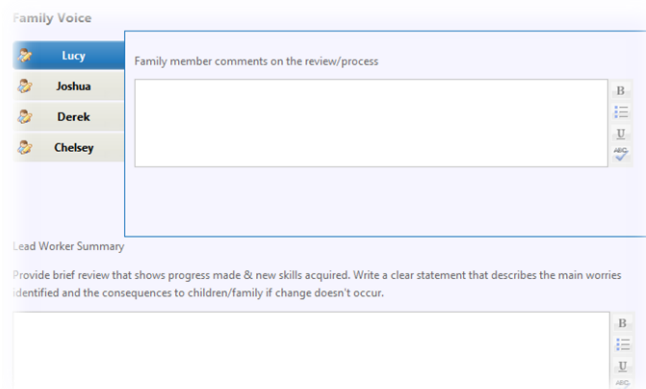 Family Voice
Lucy
Family member comments on the review/process
Joshua
B
Derek
U
Chelsey
ABC
Lead Worker Summary
Provide brief review that shows progress made & new skills acquired. Write a clear statement that describes the main worries
identified and the consequences to children/family if change doesn't occur.
B
U
ABC